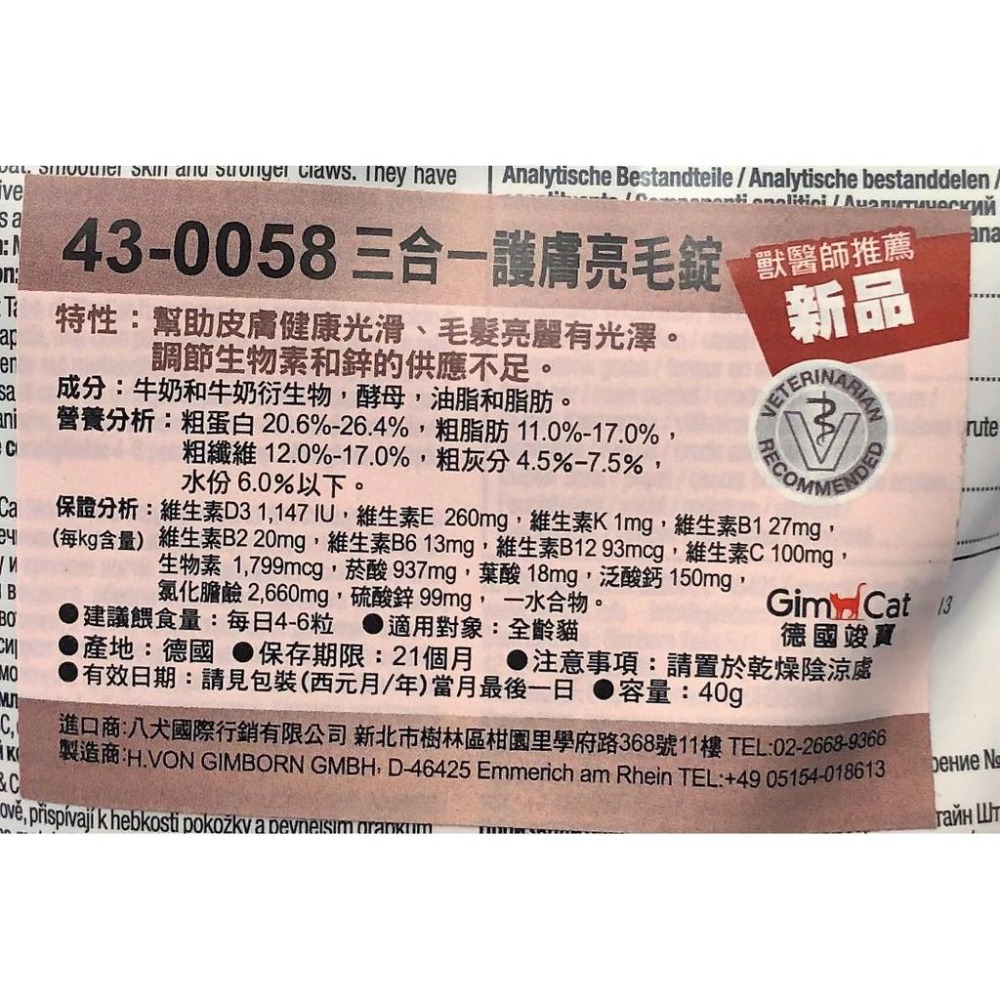 smoother skin and stronger claws. They have
Analytische Bestandteile / Analytische bestanddelen /
43-0058 三合一護膚亮毛錠
獸醫師推薦
新品
特性：幫助皮膚健康光滑、毛髮亮麗有光澤。
調節生物素和鋅的供應不足。
成分：牛奶和牛奶衍生物，酵母，油脂和脂肪。
VETERINARIAN
V
RECOMMENDED
營養分析：粗蛋白 20.6%-26.4%，粗脂肪 11.0%-17.0%，
粗纖維 12.0%-17.0%，粗灰分 4.5%-7.5%，
水份 6.0%以下。
保證分析：維生素D3 1,147 IU，維生素E 260mg，維生素K 1mg，維生素B1 27mg，
(每kg含量) 維生素B2 20mg，維生素B6 13mg，維生素B12 93mcg，維生素C 100mg，
生物素 1,799mcg，菸酸 937mg，葉酸 18mg，泛酸鈣 150mg，
氯化膽鹼 2,660mg，硫酸鋅 99mg，一水合物。
GimCat
德國竣寶
13
●建議餵食量：每日4-6粒 ●適用對象：全齡貓
●產地：德國 ●保存期限：21個月 ●注意事項：請置於乾燥陰涼處
●有效日期：請見包裝(西元月/年)當月最後一日 ●容量：40g
進口商:八犬國際行銷有限公司 新北市樹林區柑園里學府路368號11樓 TEL:02-2668-9366
製造商:H.VON GIMBORN GMBH, D-46425 Emmerich am Rhein TEL:+49 05154-018613
ově, přispívají k hebkosti pokožky a pevnějším drápkům